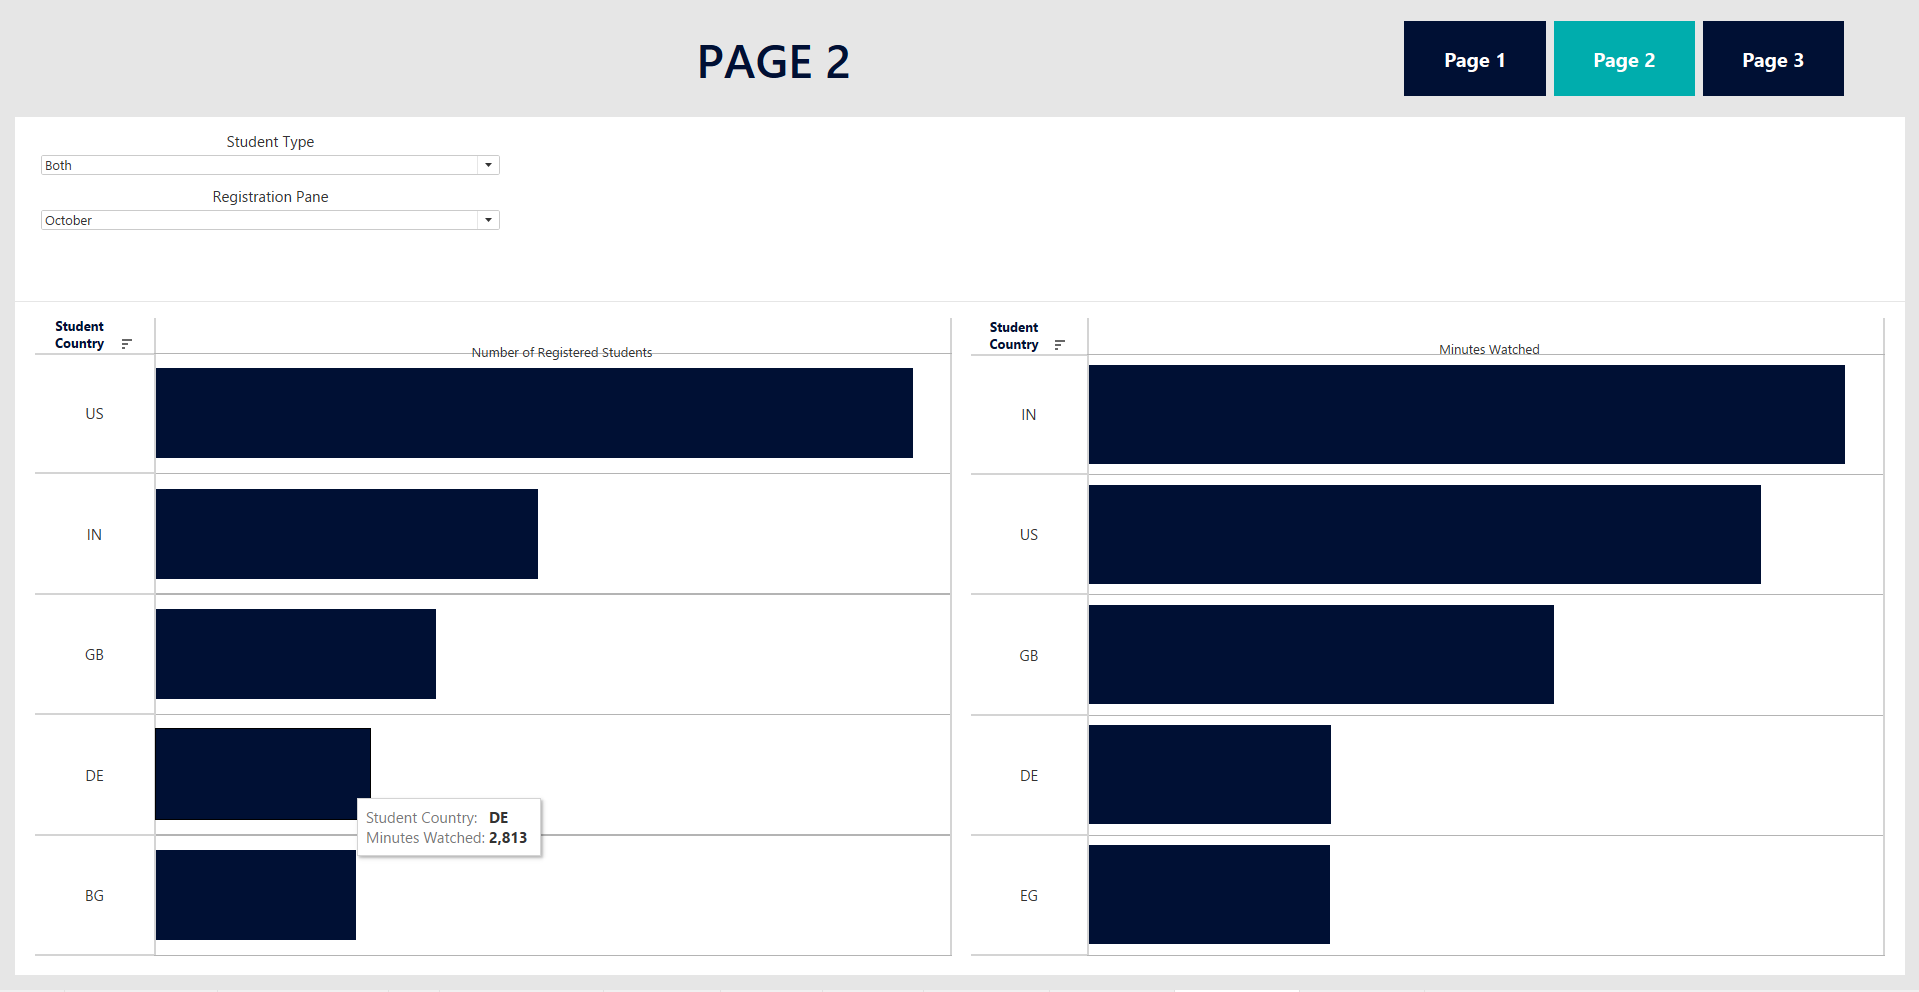 PAGE 2
Page 1
Page 2
Page 3
Student Type
Both
Registration Pane
October
Student
Country
Number of Registered Students
US
IN
GB
DE
BG
Student Country: DE
Minutes Watched: 2,813
Student
Country
Minutes Watched
IN
US
GB
DE
EG